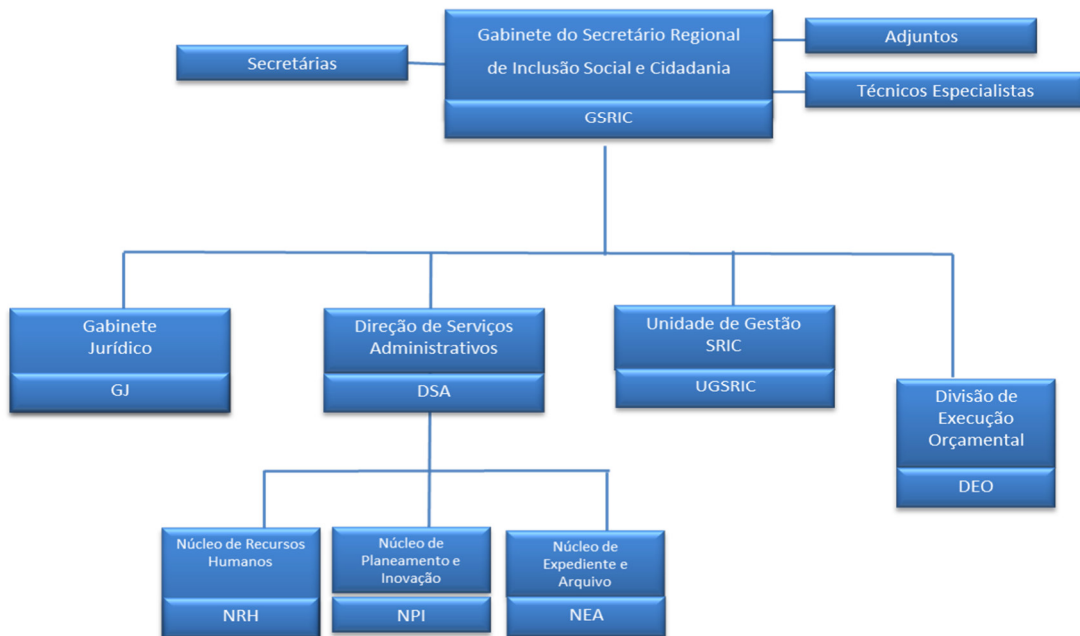 Gabinete do Secretário Regional
de Inclusão Social e Cidadania
GSRIC
Secretárias
Adjuntos
Técnicos Especialistas
Gabinete
Jurídico
GJ
Direção de Serviços
Administrativos
DSA
Unidade de Gestão
SRIC
UGSRIC
Divisão de
Execução
Orçamental
DEO
Núcleo de Recursos
Humanos
NRH
Núcleo de
Planeamento e
Inovação
NPI
Núcleo de
Expediente e
Arquivo
NEA